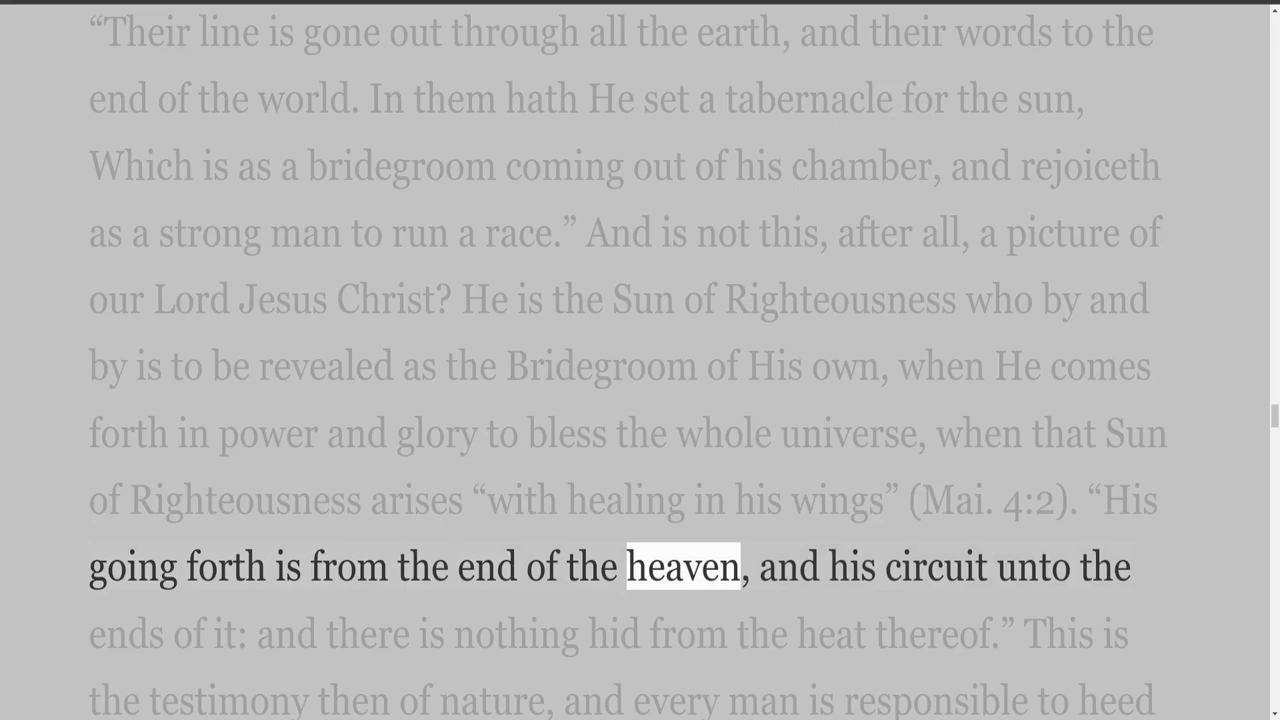 “Their line is gone out through all the earth, and their words to the
end of the world. In them hath He set a tabernacle for the sun,
Which is as a bridegroom coming out of his chamber, and rejoiceth
as a strong man to run a race.” And is not this, after all, a picture of
our Lord Jesus Christ? He is the Sun of Righteousness who by and
by is to be revealed as the Bridegroom of His own, when He comes
forth in power and glory to bless the whole universe, when that Sun
of Righteousness arises “with healing in his wings” (Mai. 4:2). “His
going forth is from the end of the heaven, and his circuit unto the
ends of it: and there is nothing hid from the heat thereof.” This is
the testimony then of nature, and every man is responsible to heed